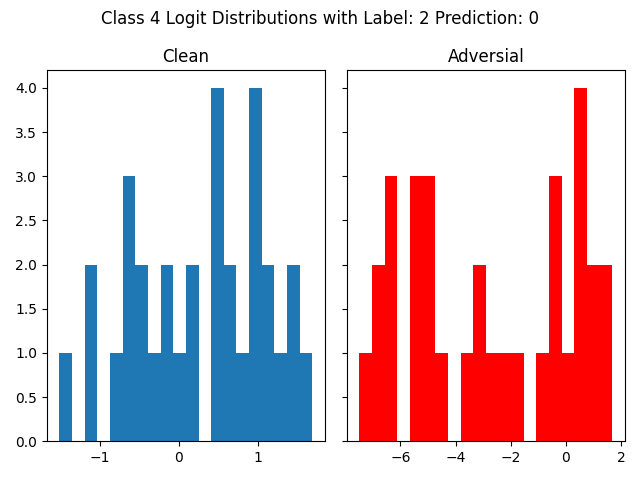 Class 4 Logit Distributions with Label: 2 Prediction: 0
Clean
Adversial
4.0
3.5
3.0
2.5
2.0
1.5
1.0
0.5
0.0
−1 0 1
−6 −4 −2 0 2